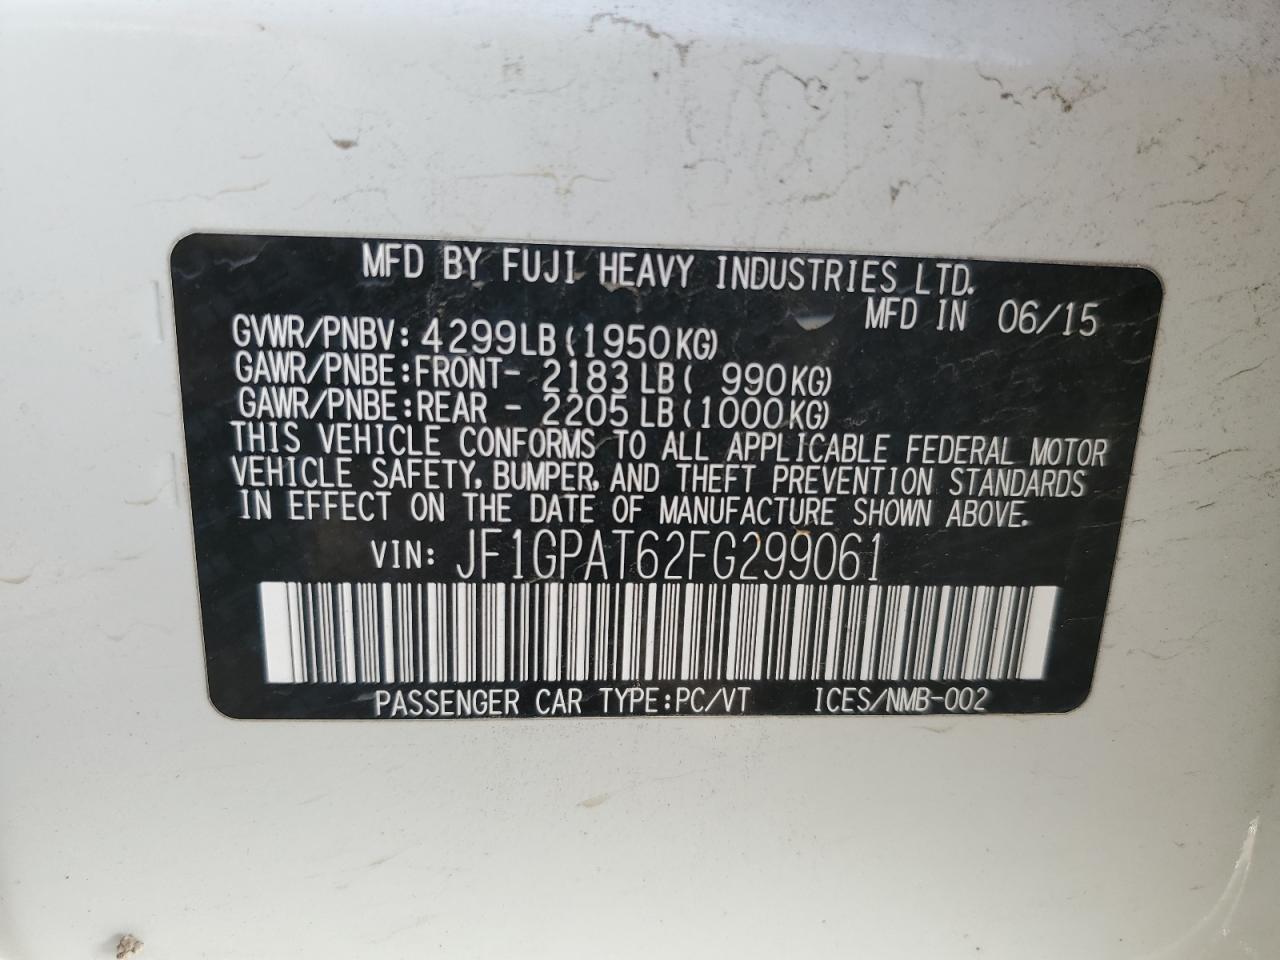 MFD BY FUJI HEAVY INDUSTRIES LTD.
MFD IN 06/15
GVWR/PNBV: 4299LB (1950KG)
GAWR/PNBE: FRONT- 2183 LB ( 990KG)
GAWR/PNBE: REAR - 2205 LB (1000KG)
THIS VEHICLE CONFORMS TO ALL APPLICABLE FEDERAL MOTOR
VEHICLE SAFETY, BUMPER, AND THEFT PREVENTION STANDARDS
IN EFFECT ON THE DATE OF MANUFACTURE SHOWN ABOVE.
VIN: JF1GPAT62FG299061
PASSENGER CAR TYPE:PC/VT ICES/NMB-002